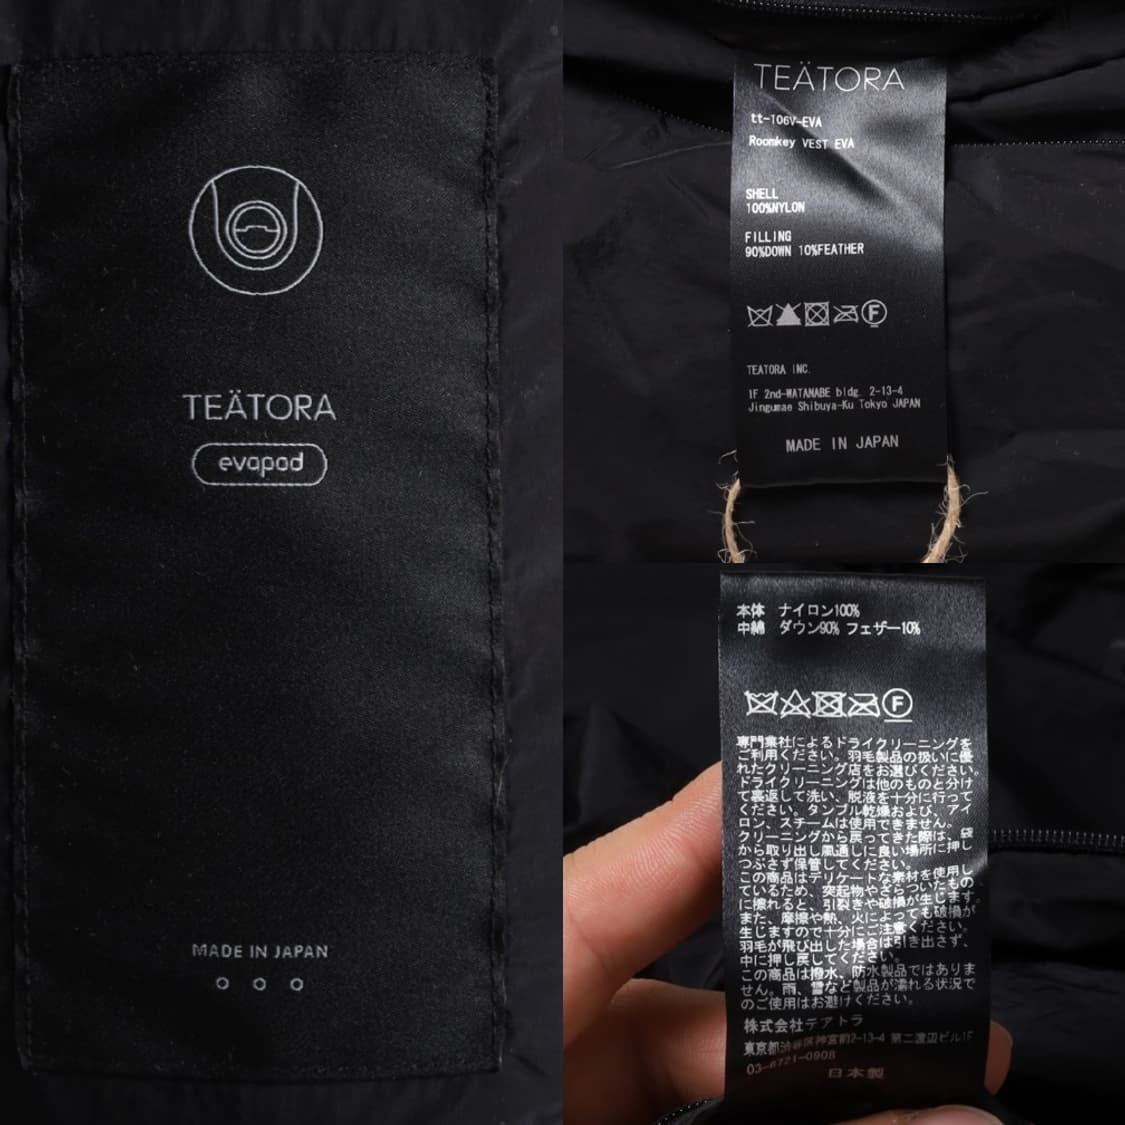 TEÄTORA
evapod
MADE IN JAPAN
TEÄTORA
tt-106V-EVA
Roomkey VEST EVA
SHELL
100%NYLON
FILLING
90%DOWN 10%FEATHER
F
TEATORA INC.
1F 2nd-WATANABE bldg. 2-13-4
Jingumae Shibuya-Ku Tokyo JAPAN
MADE IN JAPAN
本体 ナイロン100%
中綿 ダウン90% フェザー10%
F
専門業社によるドライクリーニングを
ご利用ください。羽毛製品の扱いに優
れたクリーニング店をお選びください。
ドライクリーニングは他のものと分け
て裏返して洗い、脱液を十分に行って
ください。タンブル乾燥および、アイ
ロン、スチームは使用できません。
クリーニングから戻ってきた際は、袋
から取り出し風通しに良い場所に押し
つぶさず保管してください。
この商品はデリケートな素材を使用し
ているため、突起物やざらついたもの
に擦れると、引裂きや破損が生じます。
また、摩擦や熱、火によっても破損が
生じますので十分にご注意ください。
羽毛が飛び出した場合は引き出さず、
中に押し戻してください。
この商品は撥水、防水製品ではありま
せん。雨、雪など製品が濡れる状況で
のご使用はお避けください。
株式会社テアトラ
東京都渋谷区神宮前2-13-4 第二渡辺ビル1F
03-6721-0908
日本製